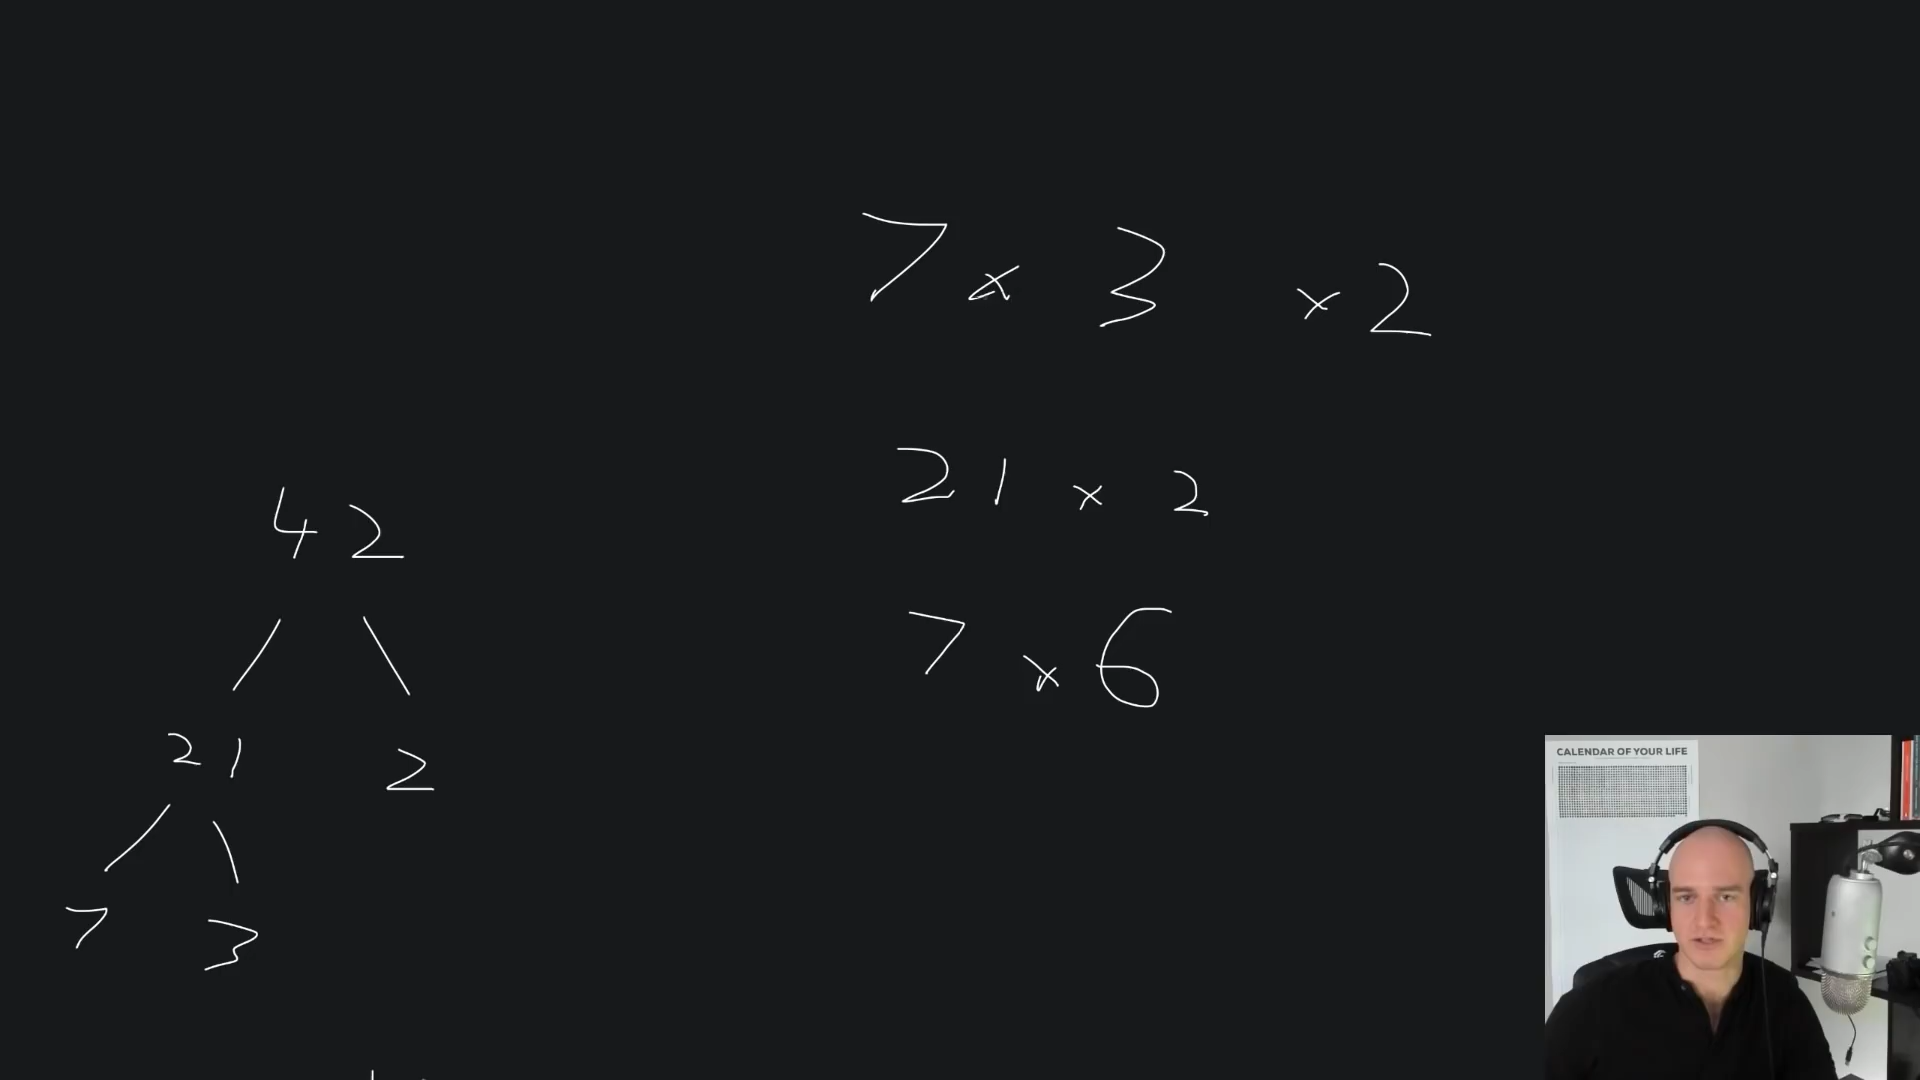 7 × 3 × 2
21 × 2
42
7 × 6
21 2
7 3
CALENDAR OF YOUR LIFE